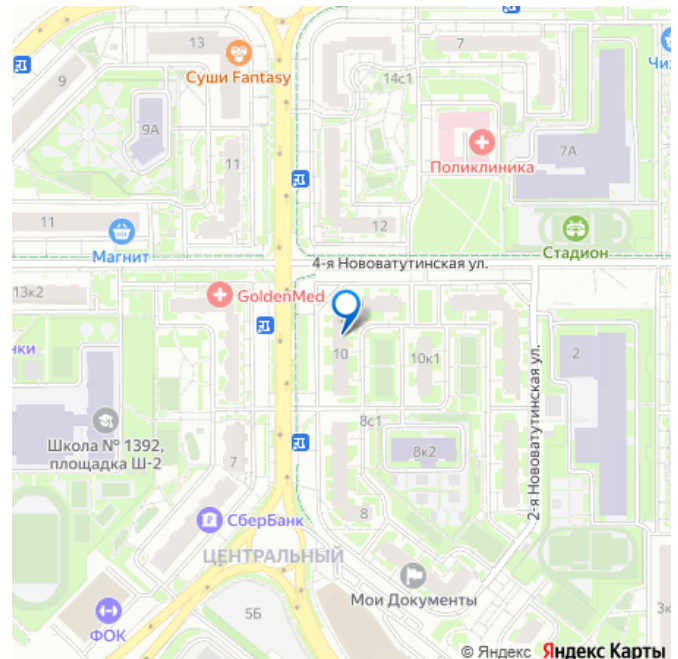 13
7
Суши Fantasy
Чи
9
14с1
9А
7А
Поликлиника
11
11
12
Магнит
Стадион
4-я Нововатутинская ул.
13к2
GoldenMed
нки
10
10к1
2
2-я Нововатутинская ул.
8с1
Школа № 1392,
площадка Ш-2
8к2
7
8
СберБанк
ЦЕНТРАЛЬНЫЙ
Мои Документы
5Б
ФОК
3к
© Яндекс Яндекс Карты